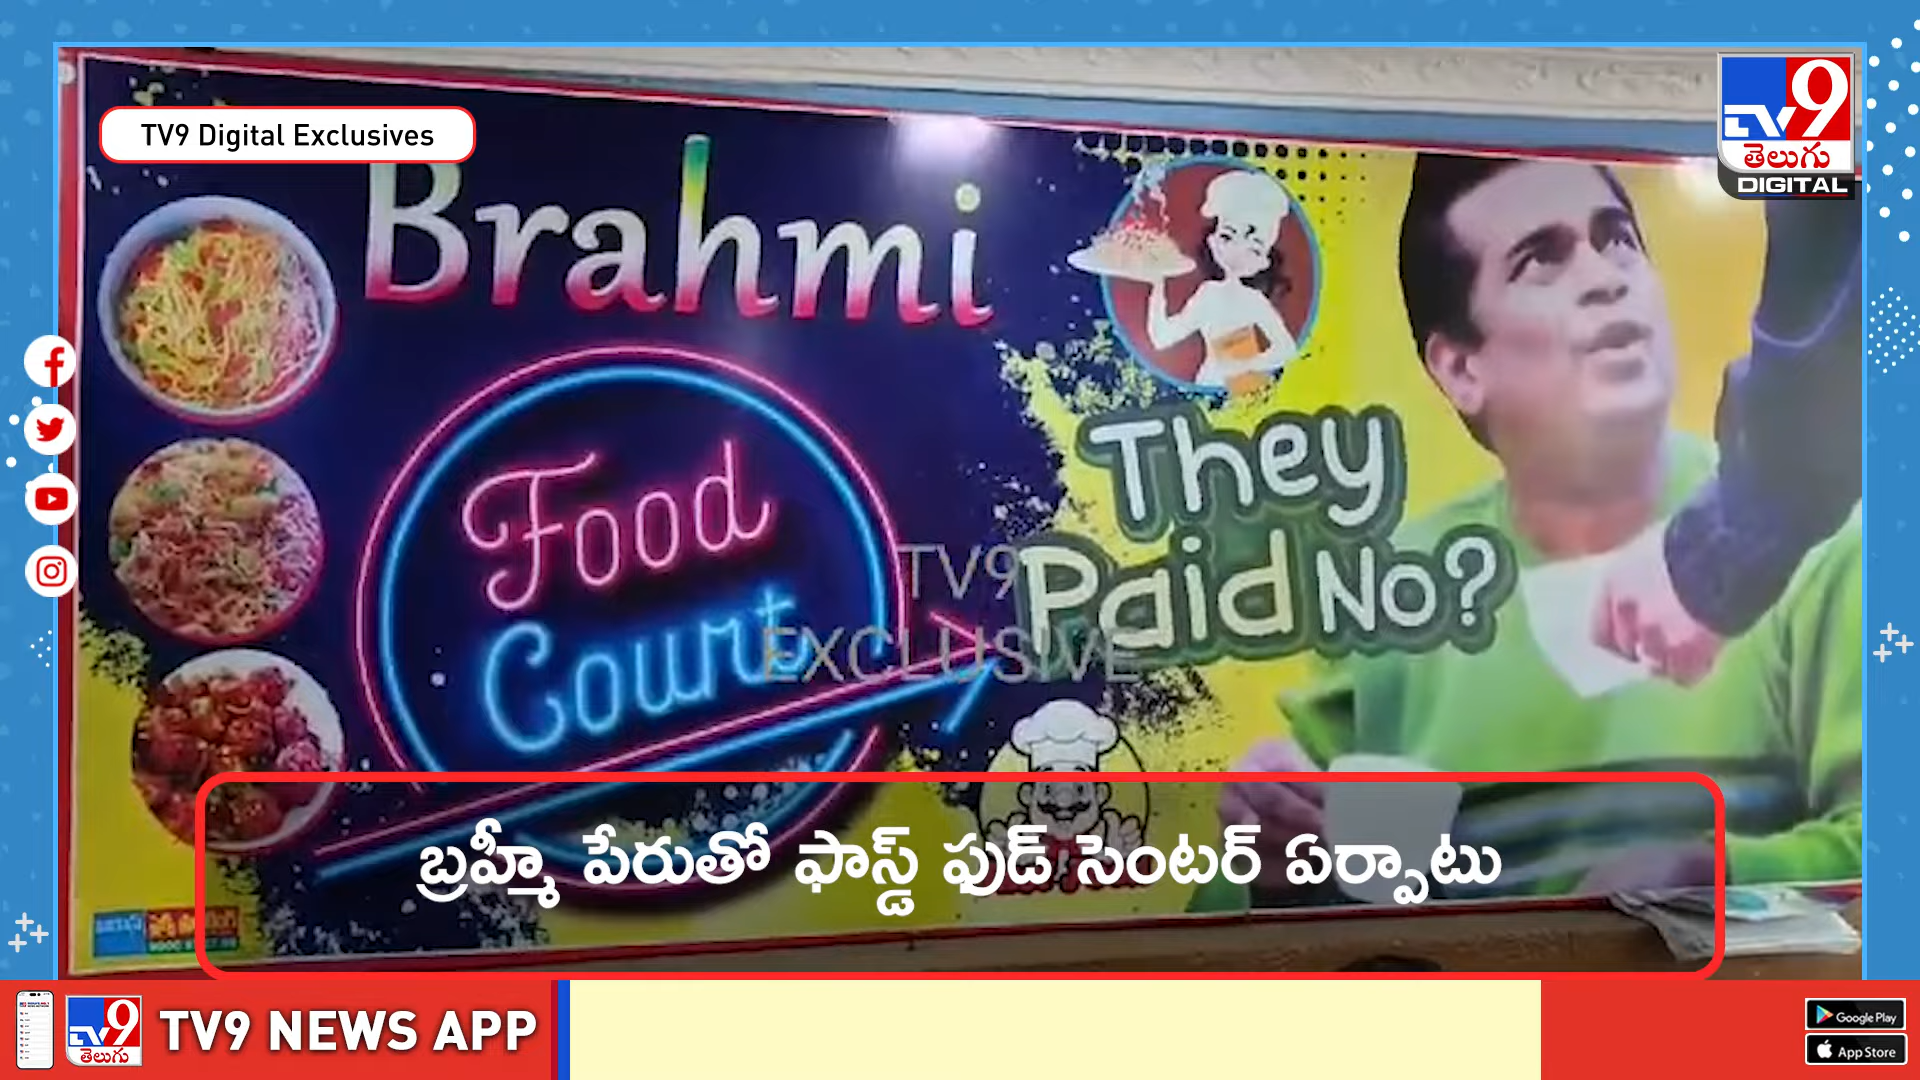 TV9 Digital Exclusives
TV9
తెలుగు
DIGITAL
Brahmi
Food
Court
They
Paid No?
TV9
EXCLUSIVE
బ్రహ్మీ పేరుతో ఫాస్ట్ ఫుడ్ సెంటర్ ఏర్పాటు
TV9
తెలుగు
TV9 NEWS APP
Google Play
App Store